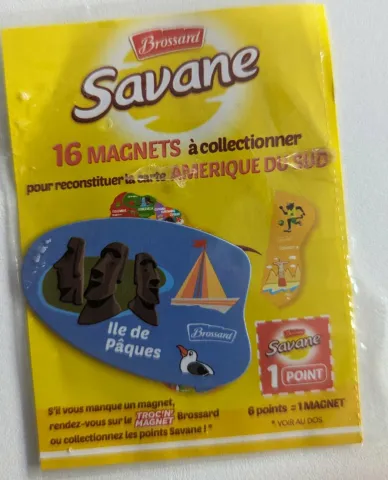 Brossard
Savane
16 MAGNETS à collectionner
pour reconstituer la carte AMERIQUE DU SUD
Ile de
Pâques
Brossard
Savane
1 POINT
S'il vous manque un magnet,
rendez-vous sur le TROC'N' MAGNET Brossard
ou collectionnez les points Savane ! *
6 points = 1 MAGNET
* VOIR AU DOS